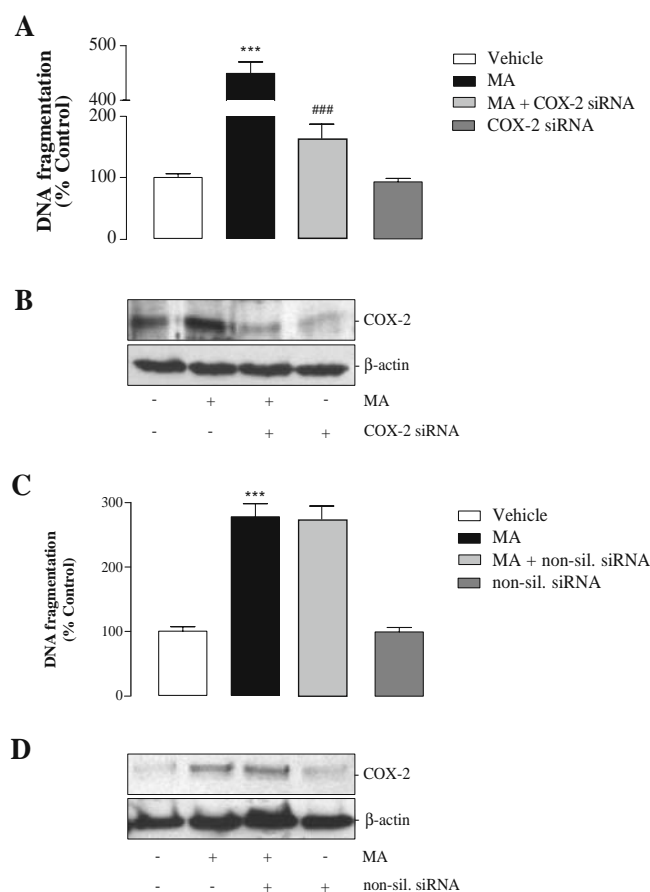 A
DNA fragmentation
(% Control)
500
400
200
100
0
***
###
Vehicle
MA
MA + COX-2 siRNA
COX-2 siRNA
B
COX-2
β-actin
- + + - MA
- - + + COX-2 siRNA
C
DNA fragmentation
(% Control)
300
200
100
0
***
Vehicle
MA
MA + non-sil. siRNA
non-sil. siRNA
D
COX-2
β-actin
- + + - MA
- - + + non-sil. siRNA